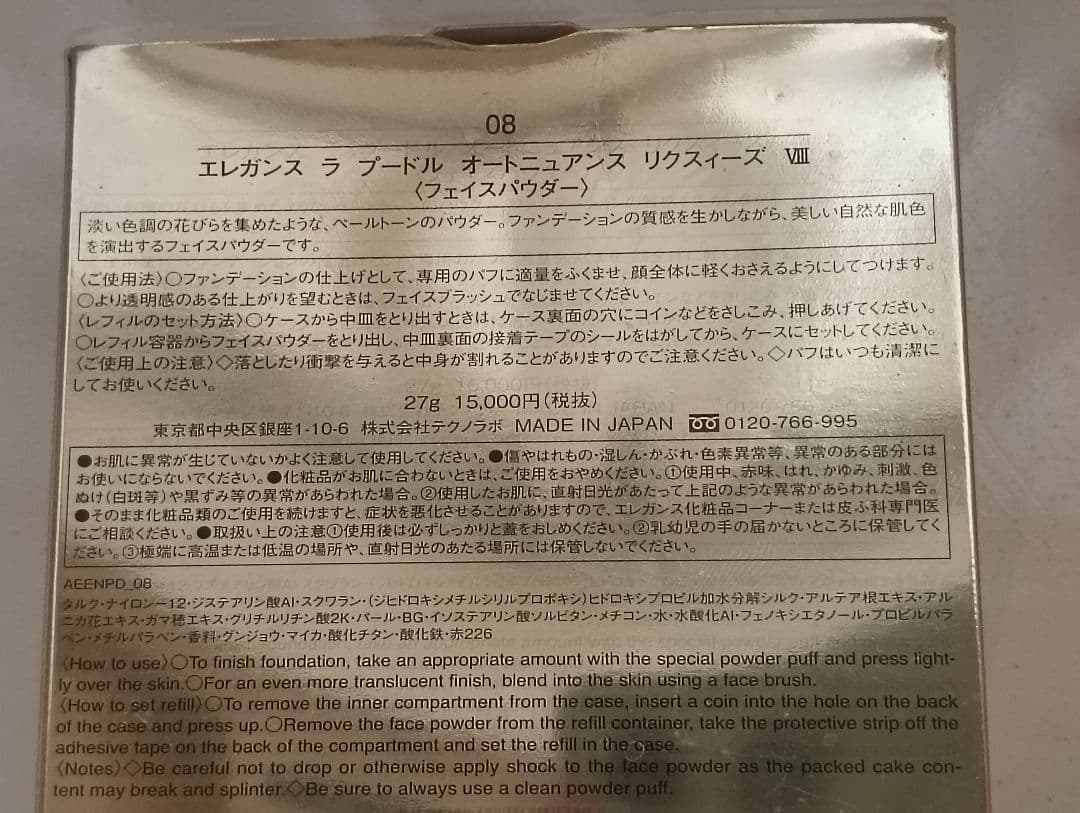 08
エレガンス ラ プードル オートニュアンス リクスィーズ Ⅷ
〈フェイスパウダー〉
淡い色調の花びらを集めたような、ペールトーンのパウダー。ファンデーションの質感を生かしながら、美しい自然な肌色
を演出するフェイスパウダーです。
〈ご使用法〉○ファンデーションの仕上げとして、専用のパフに適量をふくませ、顔全体に軽くおさえるようにしてつけます。
○より透明感のある仕上がりを望むときは、フェイスブラッシュでなじませてください。
〈レフィルのセット方法〉○ケースから中皿をとり出すときは、ケース裏面の穴にコインなどをさしこみ、押しあげてください。
○レフィル容器からフェイスパウダーをとり出し、中皿裏面の接着テープのシールをはがしてから、ケースにセットしてください。
〈ご使用上の注意〉◇落としたり衝撃を与えると中身が割れることがありますのでご注意ください。◇パフはいつも清潔に
してお使いください。
27g 15,000円(税抜)
東京都中央区銀座1-10-6 株式会社テクノラボ MADE IN JAPAN 0120-766-995
●お肌に異常が生じていないかよく注意して使用してください。●傷やはれもの・湿しん・かぶれ・色素異常等、異常のある部分には
お使いにならないでください。●化粧品がお肌に合わないときは、ご使用をおやめください。①使用中、赤味、はれ、かゆみ、刺激、色
ぬけ(白斑等)や黒ずみ等の異常があらわれた場合。②使用したお肌に、直射日光があたって上記のような異常があらわれた場合。
●そのまま化粧品類のご使用を続けますと、症状を悪化させることがありますので、エレガンス化粧品コーナーまたは皮ふ科専門医
にご相談ください。●取扱い上の注意①使用後は必ずしっかりと蓋をおしめください。②乳幼児の手の届かないところに保管してく
ださい。③極端に高温または低温の場所や、直射日光のあたる場所には保管しないでください。
AEENPD_08
タルク・ナイロン-12・ジステアリン酸Al・スクワラン・(ジヒドロキシメチルシリルプロポキシ)ヒドロキシプロピル加水分解シルク・アルテア根エキス・アル
ニカ花エキス・ガマ穂エキス・グリチルリチン酸2K・パール・BG・イソステアリン酸ソルビタン・メチコン・水・水酸化Al・フェノキシエタノール・プロピルパラ
ベン・メチルパラベン・香料・グンジョウ・マイカ・酸化チタン・酸化鉄・赤226
〈How to use〉○To finish foundation, take an appropriate amount with the special powder puff and press light-
ly over the skin.○For an even more translucent finish, blend into the skin using a face brush.
〈How to set refill〉○To remove the inner compartment from the case, insert a coin into the hole on the back
of the case and press up.○Remove the face powder from the refill container, take the protective strip off the
adhesive tape on the back of the compartment and set the refill in the case.
〈Notes〉◇Be careful not to drop or otherwise apply shock to the face powder as the packed cake con-
tent may break and splinter.◇Be sure to always use a clean powder puff.